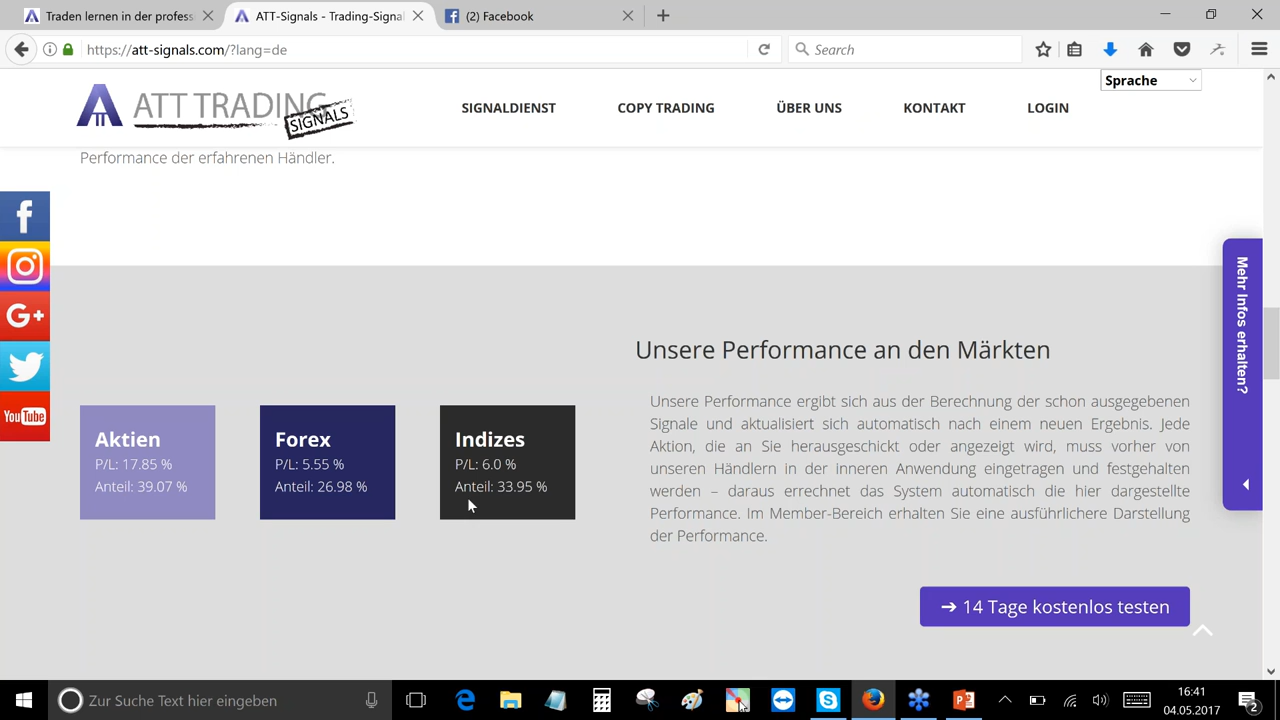 Traden lernen in der profess
ATT-Signals - Trading-Signa
(2) Facebook
https://att-signals.com/?lang=de
Search
Sprache
ATT TRADING
SIGNALS
SIGNALDIENST
COPY TRADING
ÜBER UNS
KONTAKT
LOGIN
Performance der erfahrenen Händler.
G+
You Tube
Mehr Infos erhalten?
Unsere Performance an den Märkten
Aktien
P/L: 17.85 %
Anteil: 39.07 %
Forex
P/L: 5.55 %
Anteil: 26.98 %
Indizes
P/L: 6.0 %
Anteil: 33.95 %
Unsere Performance ergibt sich aus der Berechnung der schon ausgegebenen
Signale und aktualisiert sich automatisch nach einem neuen Ergebnis. Jede
Aktion, die an Sie herausgeschickt oder angezeigt wird, muss vorher von
unseren Händlern in der inneren Anwendung eingetragen und festgehalten
werden – daraus errechnet das System automatisch die hier dargestellte
Performance. Im Member-Bereich erhalten Sie eine ausführlichere Darstellung
der Performance.
➔ 14 Tage kostenlos testen
Zur Suche Text hier eingeben
16:41
04.05.2017
2